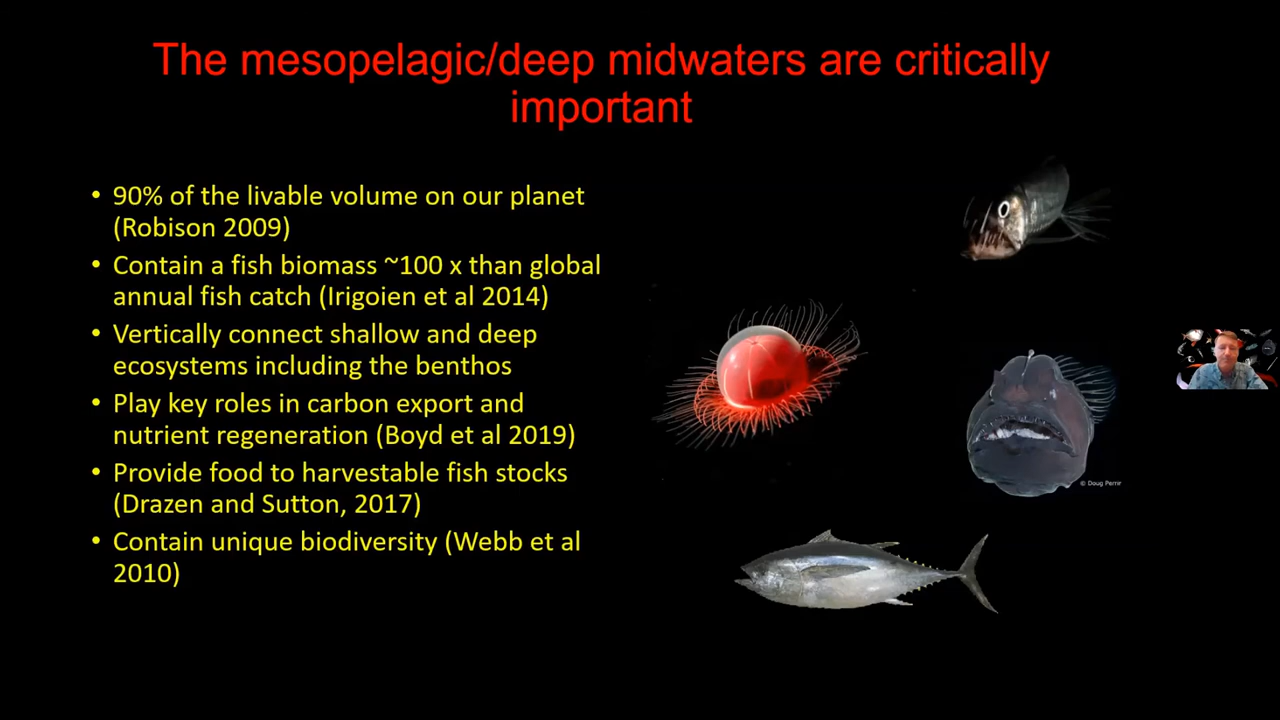 The mesopelagic/deep midwaters are critically
important
• 90% of the livable volume on our planet
(Robison 2009)
• Contain a fish biomass ~100 x than global
annual fish catch (Irigoien et al 2014)
• Vertically connect shallow and deep
ecosystems including the benthos
• Play key roles in carbon export and
nutrient regeneration (Boyd et al 2019)
• Provide food to harvestable fish stocks
(Drazen and Sutton, 2017)
• Contain unique biodiversity (Webb et al
2010)
© Doug Perrin